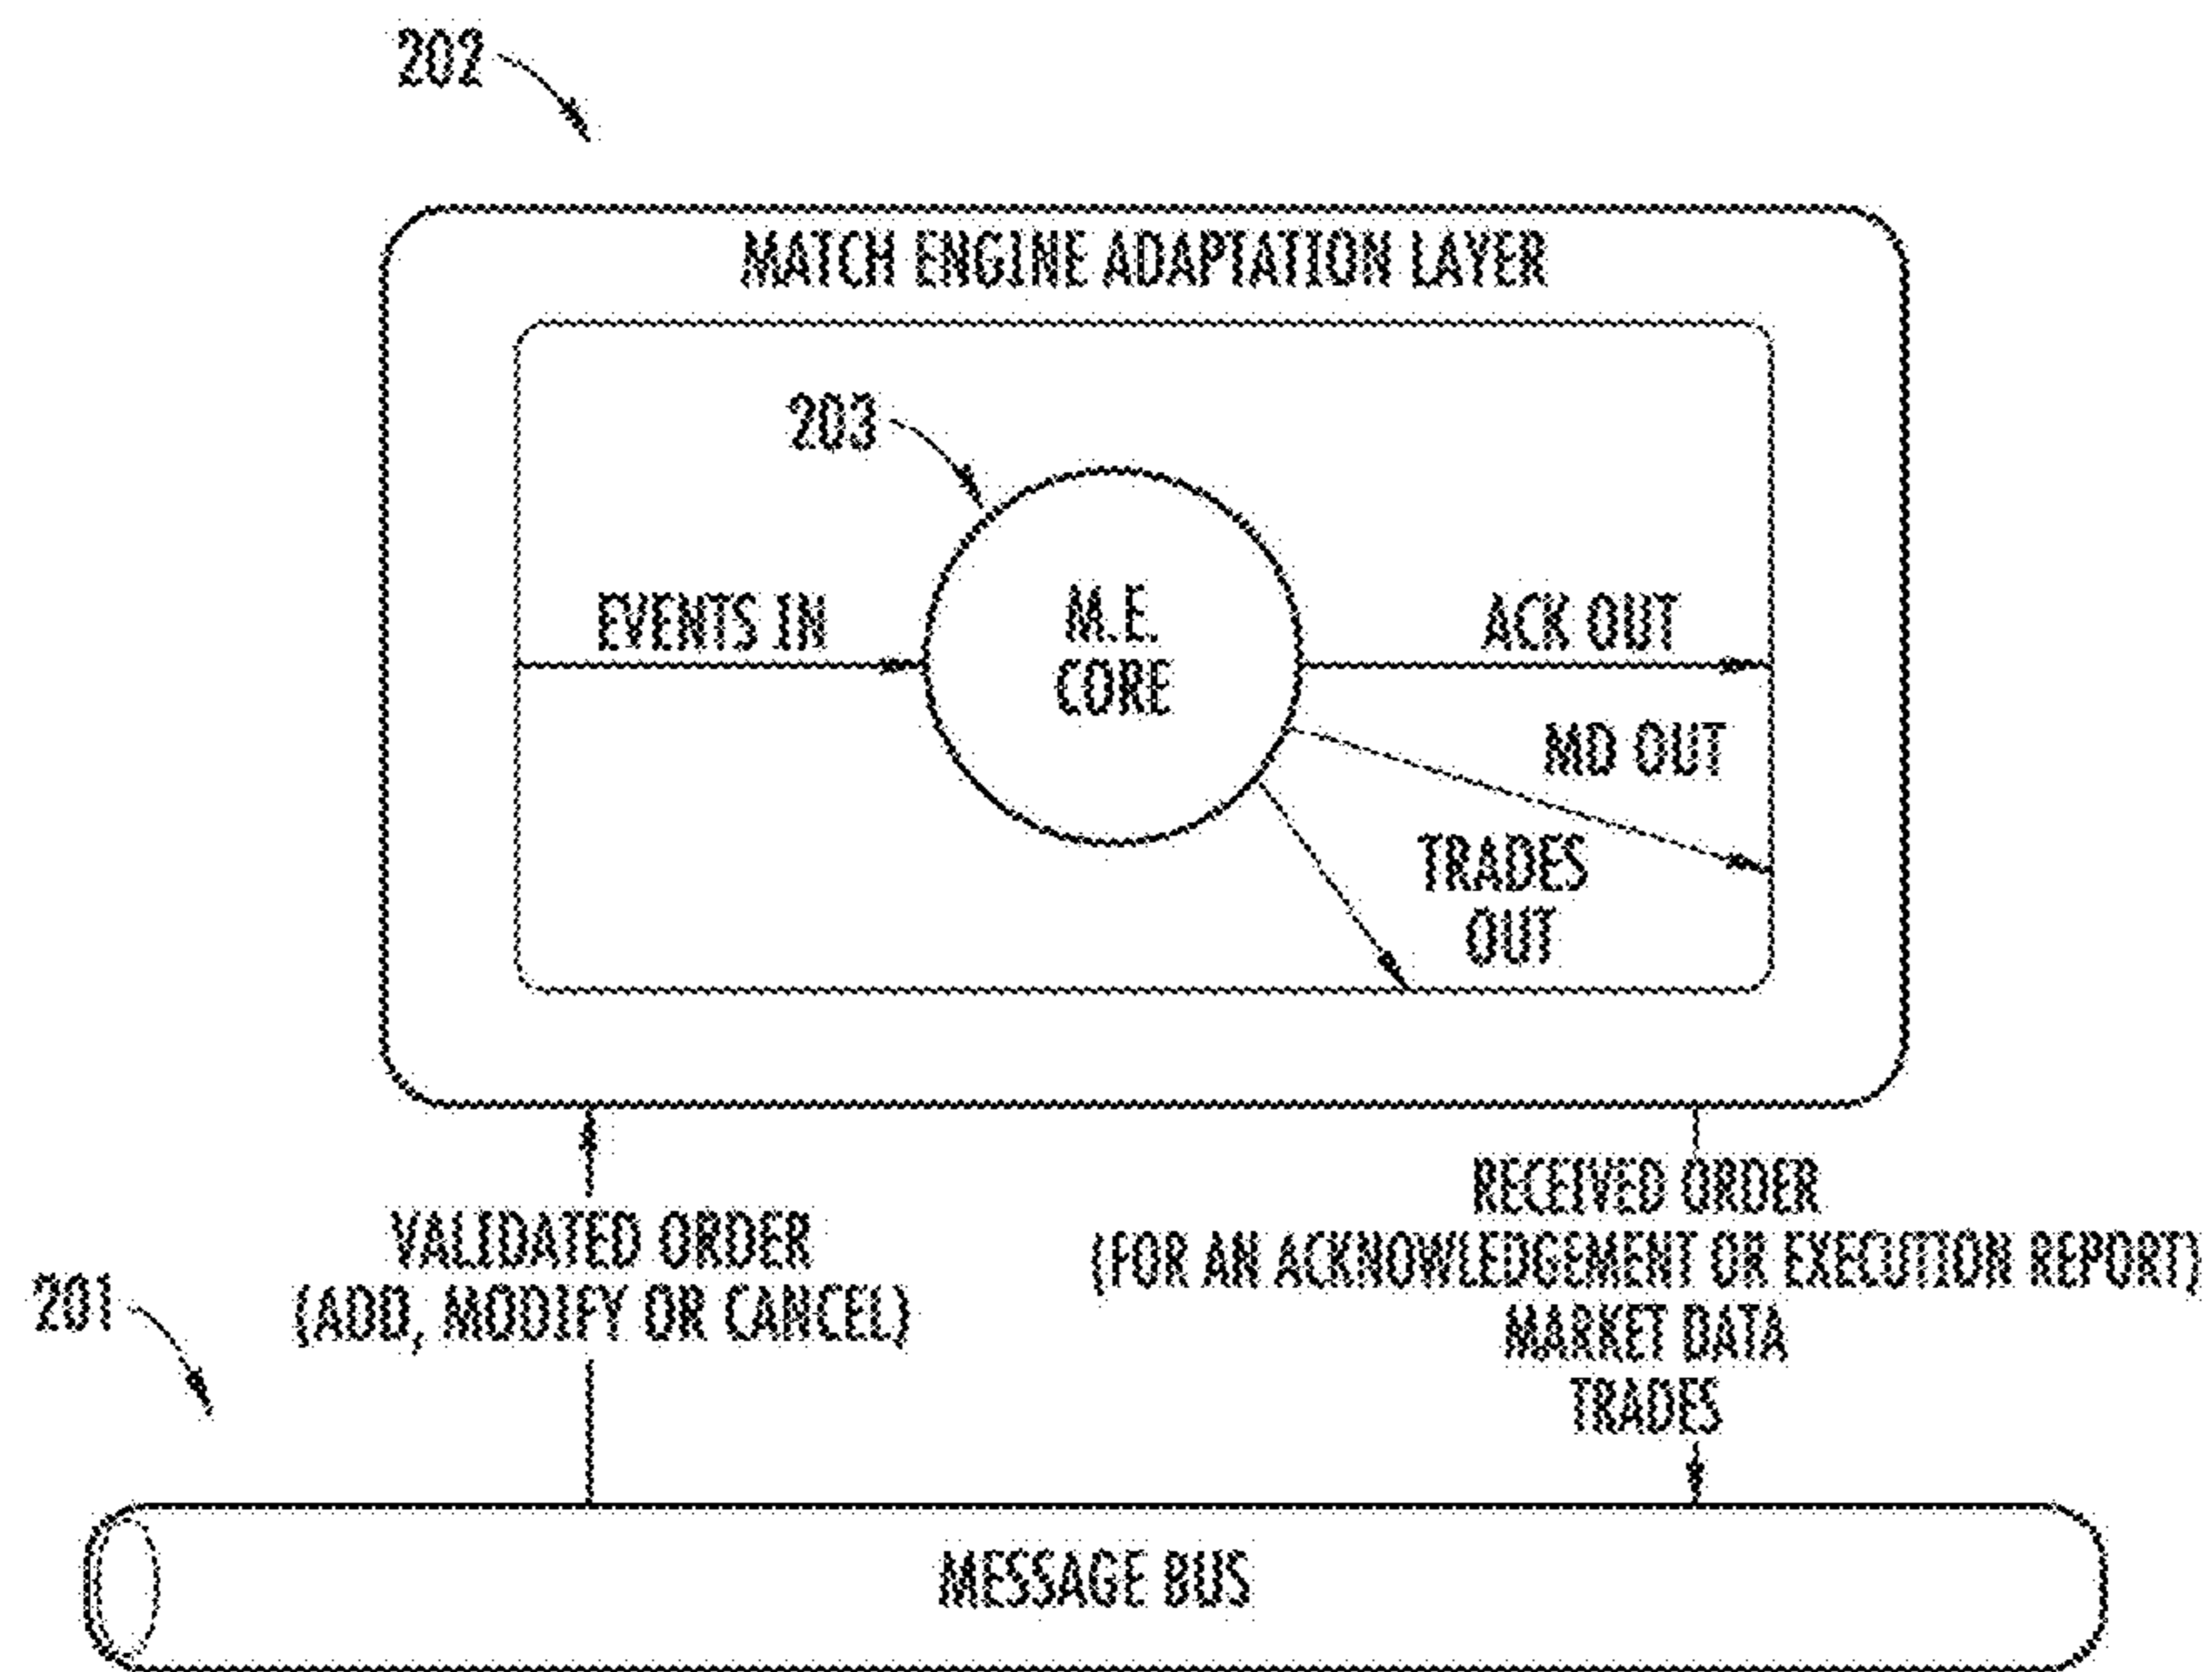 202
MATCH ENGINE ADAPTATION LAYER
203
EVENTS IN
M.E.
CORE
ACK OUT
MD OUT
TRADES
OUT
VALIDATED ORDER
(ADD, MODIFY OR CANCEL)
RECEIVED ORDER
(FOR AN ACKNOWLEDGEMENT OR EXECUTION REPORT)
MARKET DATA
TRADES
201
MESSAGE BUS